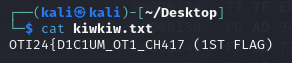 (kali㉿kali)-[~/Desktop]
$ cat kiwkiw.txt
OTI24{D1C1UM_OT1_CH417 (1ST FLAG)